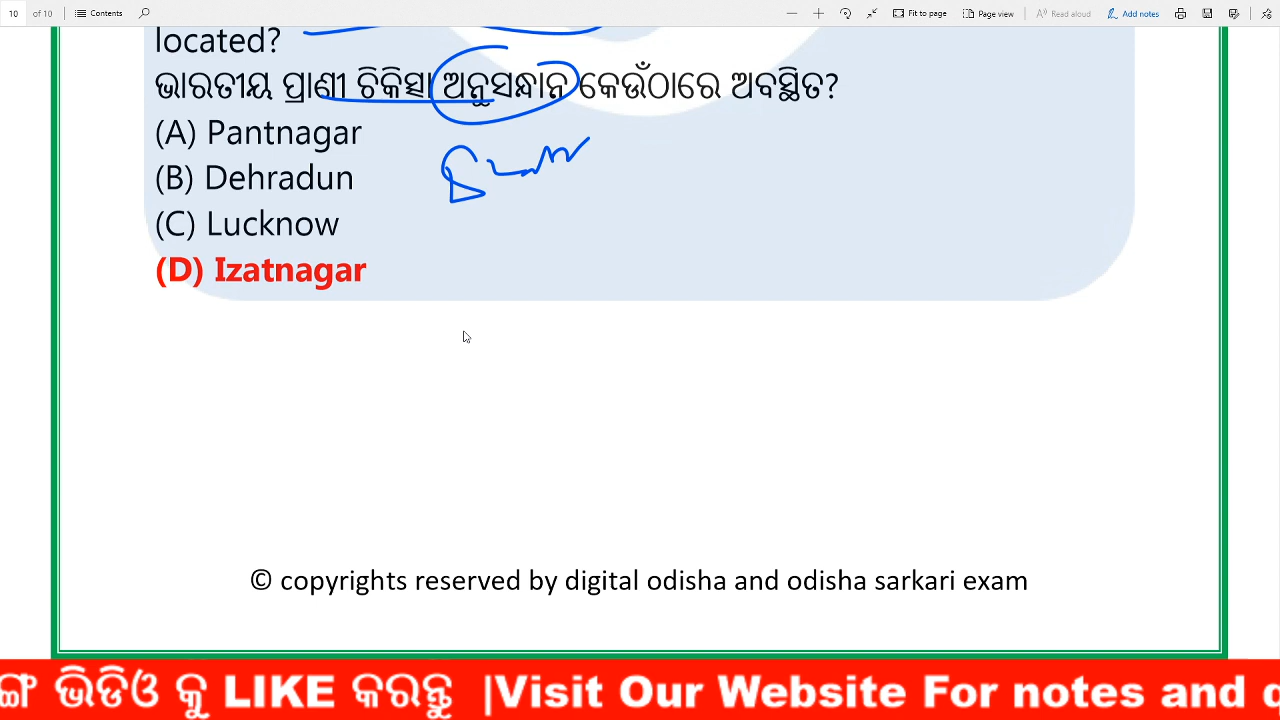 10 of 10 Contents Fit to page Page view Read aloud Add notes
located?
ଭାରତୀୟ ପ୍ରାଣୀ ଚିକିତ୍ସା ଅନୁସନ୍ଧାନ କେଉଁଠାରେ ଅବସ୍ଥିତ?
(A) Pantnagar
(B) Dehradun
(C) Lucknow
(D) Izatnagar
© copyrights reserved by digital odisha and odisha sarkari exam
ଭିଡିଓ କୁ LIKE କରନ୍ତୁ |Visit Our Website For notes and